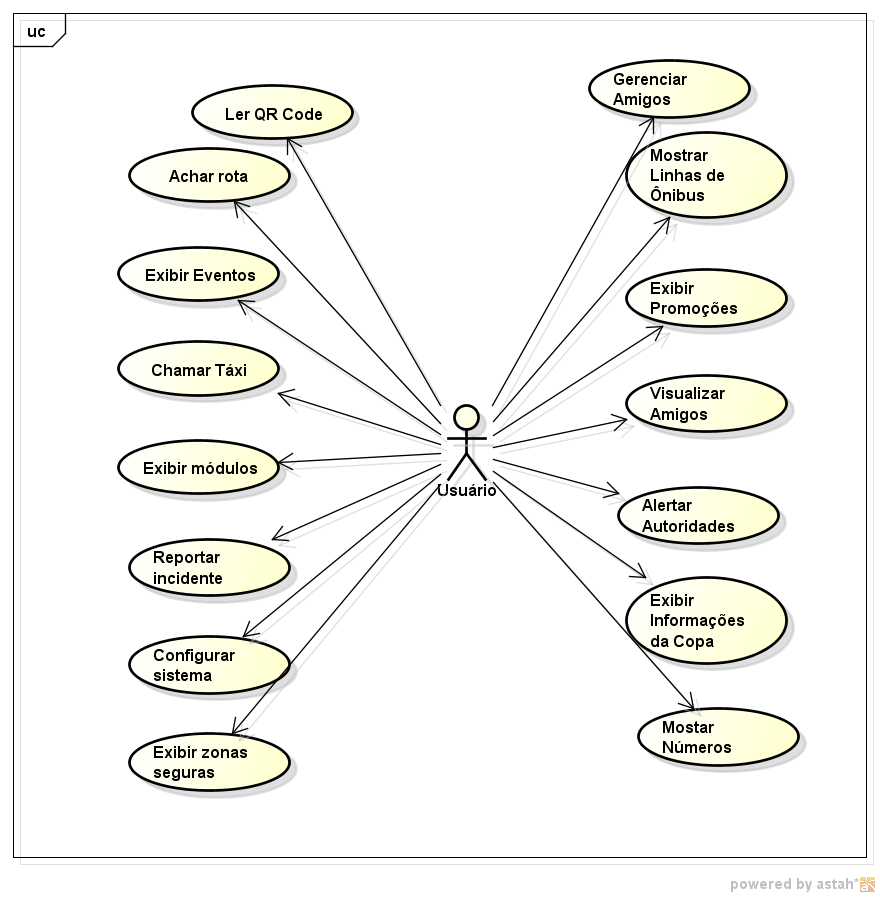 uc
Ler QR Code
Achar rota
Exibir Eventos
Chamar Táxi
Exibir módulos
Reportar
incidente
Configurar
sistema
Exibir zonas
seguras
Usuário
Gerenciar
Amigos
Mostrar
Linhas de
Ônibus
Exibir
Promoções
Visualizar
Amigos
Alertar
Autoridades
Exibir
Informações
da Copa
Mostar
Números
powered by astah*